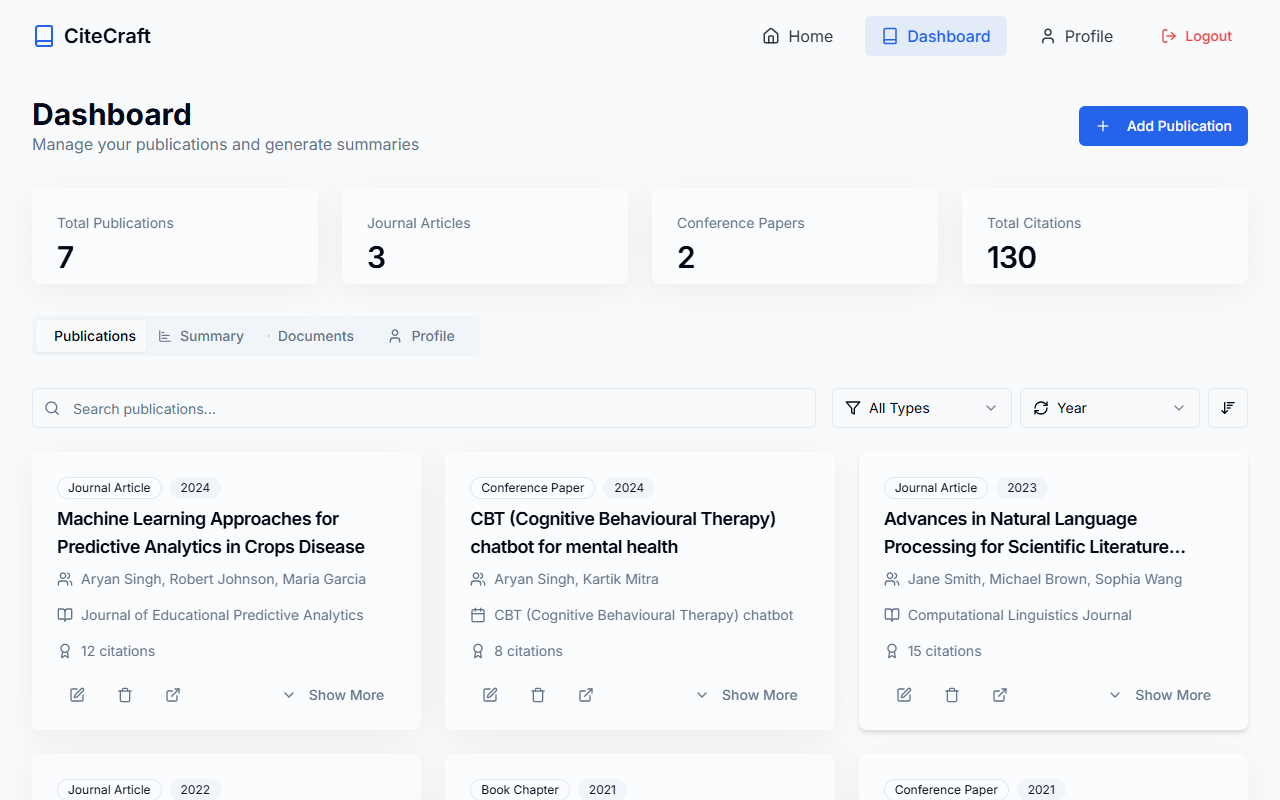 CiteCraft
Home
Dashboard
Profile
Logout
Dashboard
Manage your publications and generate summaries
Add Publication
Total Publications
7
Journal Articles
3
Conference Papers
2
Total Citations
130
Publications
Summary
Documents
Profile
Search publications...
All Types
Year
Journal Article 2024
Machine Learning Approaches for
Predictive Analytics in Crops Disease
Aryan Singh, Robert Johnson, Maria Garcia
Journal of Educational Predictive Analytics
12 citations
Show More
Conference Paper 2024
CBT (Cognitive Behavioural Therapy)
chatbot for mental health
Aryan Singh, Kartik Mitra
CBT (Cognitive Behavioural Therapy) chatbot
8 citations
Show More
Journal Article 2023
Advances in Natural Language
Processing for Scientific Literature...
Jane Smith, Michael Brown, Sophia Wang
Computational Linguistics Journal
15 citations
Show More
Journal Article 2022
Book Chapter 2021
Conference Paper 2021